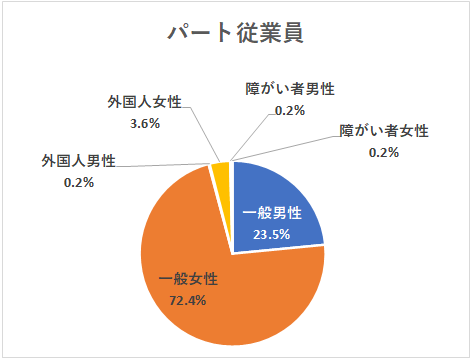 パート従業員
障がい者男性
0.2%
外国人女性
3.6%
障がい者女性
0.2%
外国人男性
0.2%
一般男性
23.5%
一般女性
72.4%